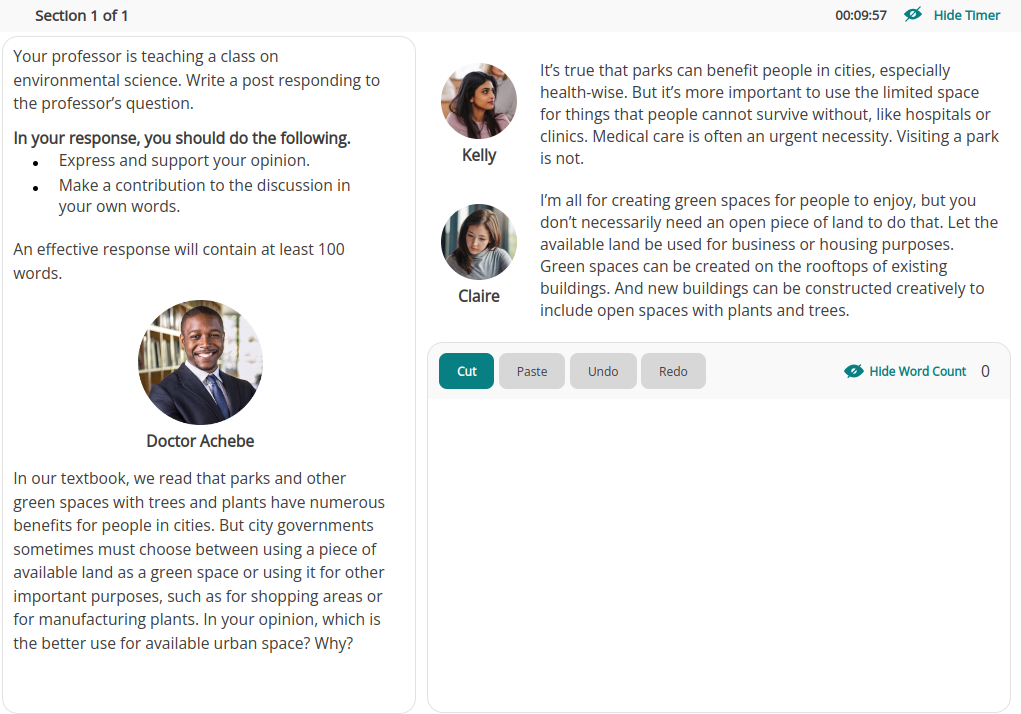 Section 1 of 1
00:09:57
Hide Timer
Your professor is teaching a class on
environmental science. Write a post responding to
the professor's question.
In your response, you should do the following.
• Express and support your opinion.
• Make a contribution to the discussion in
your own words.
An effective response will contain at least 100
words.
Doctor Achebe
In our textbook, we read that parks and other
green spaces with trees and plants have numerous
benefits for people in cities. But city governments
sometimes must choose between using a piece of
available land as a green space or using it for other
important purposes, such as for shopping areas or
for manufacturing plants. In your opinion, which is
the better use for available urban space? Why?
Kelly
It's true that parks can benefit people in cities, especially
health-wise. But it's more important to use the limited space
for things that people cannot survive without, like hospitals or
clinics. Medical care is often an urgent necessity. Visiting a park
is not.
Claire
I'm all for creating green spaces for people to enjoy, but you
don't necessarily need an open piece of land to do that. Let the
available land be used for business or housing purposes.
Green spaces can be created on the rooftops of existing
buildings. And new buildings can be constructed creatively to
include open spaces with plants and trees.
Cut
Paste
Undo
Redo
Hide Word Count
0